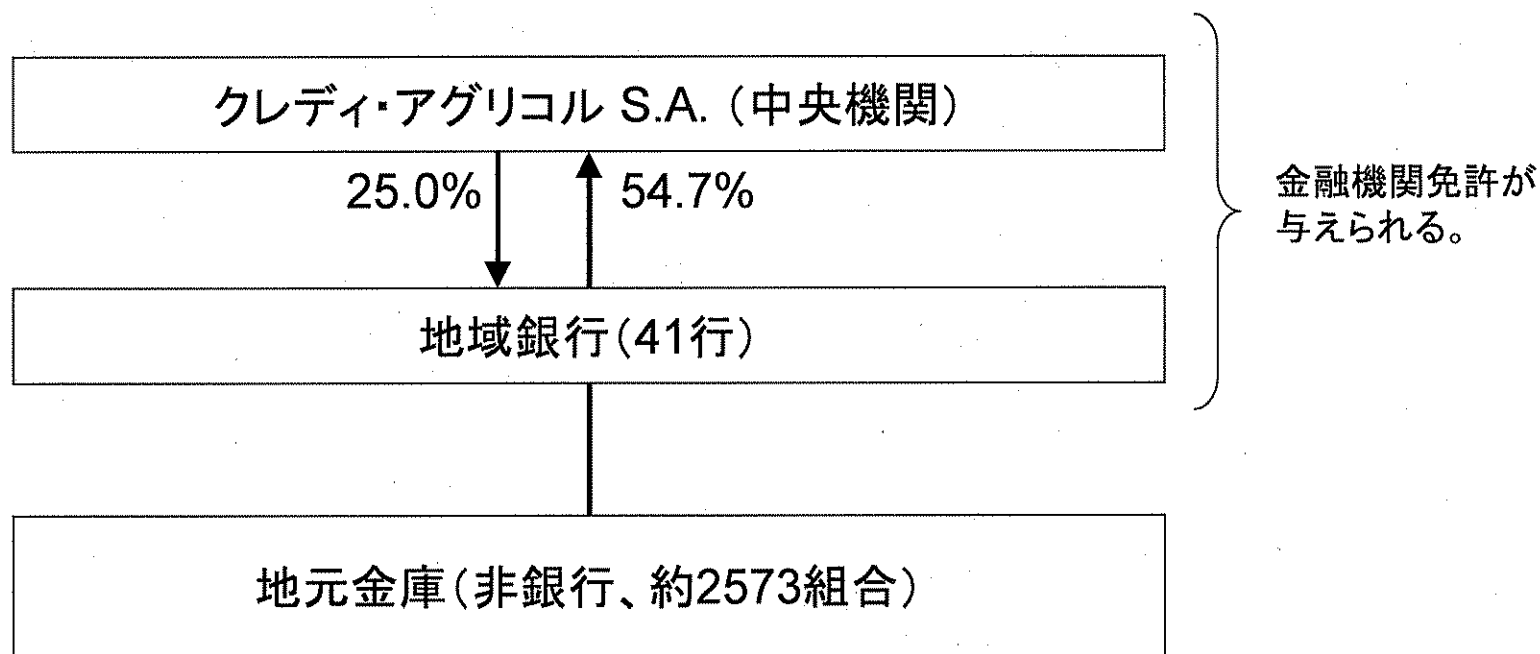 クレディ・アグリコル S.A. （中央機関）
25.0%
54.7%
金融機関免許が
与えられる。
地域銀行（41行）
地元金庫（非銀行、約2573組合）